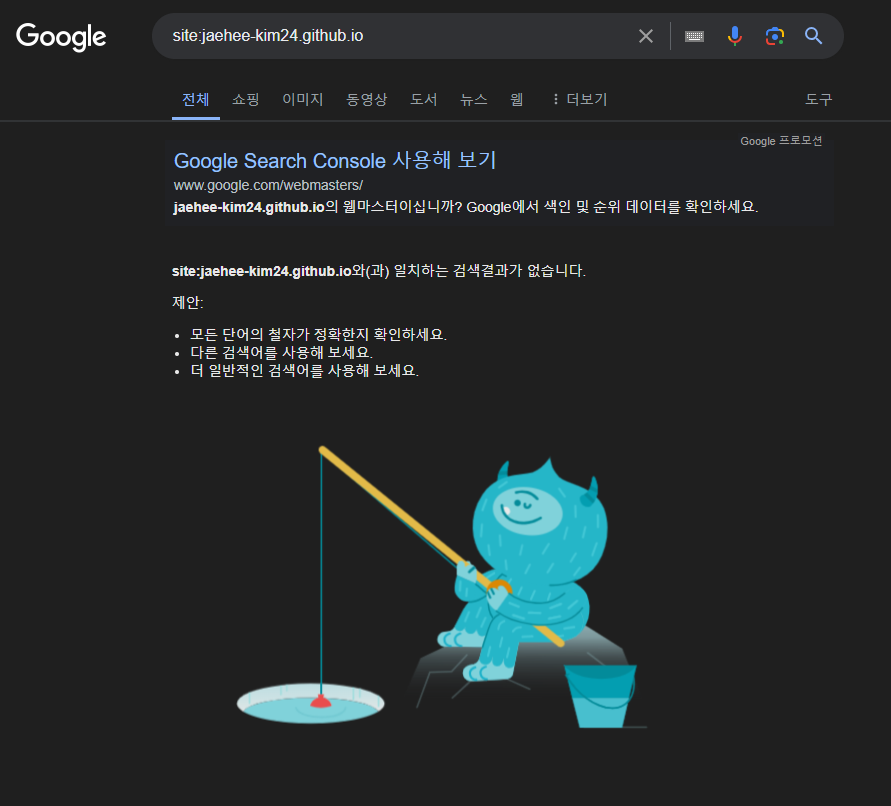 Google
site:jaehee-kim24.github.io
전체 쇼핑 이미지 동영상 도서 뉴스 웹 더보기 도구
Google 프로모션
Google Search Console 사용해 보기
www.google.com/webmasters/
jaehee-kim24.github.io의 웹마스터이십니까? Google에서 색인 및 순위 데이터를 확인하세요.
site:jaehee-kim24.github.io와(과) 일치하는 검색결과가 없습니다.
제안:
모든 단어의 철자가 정확한지 확인하세요.
다른 검색어를 사용해 보세요.
더 일반적인 검색어를 사용해 보세요.